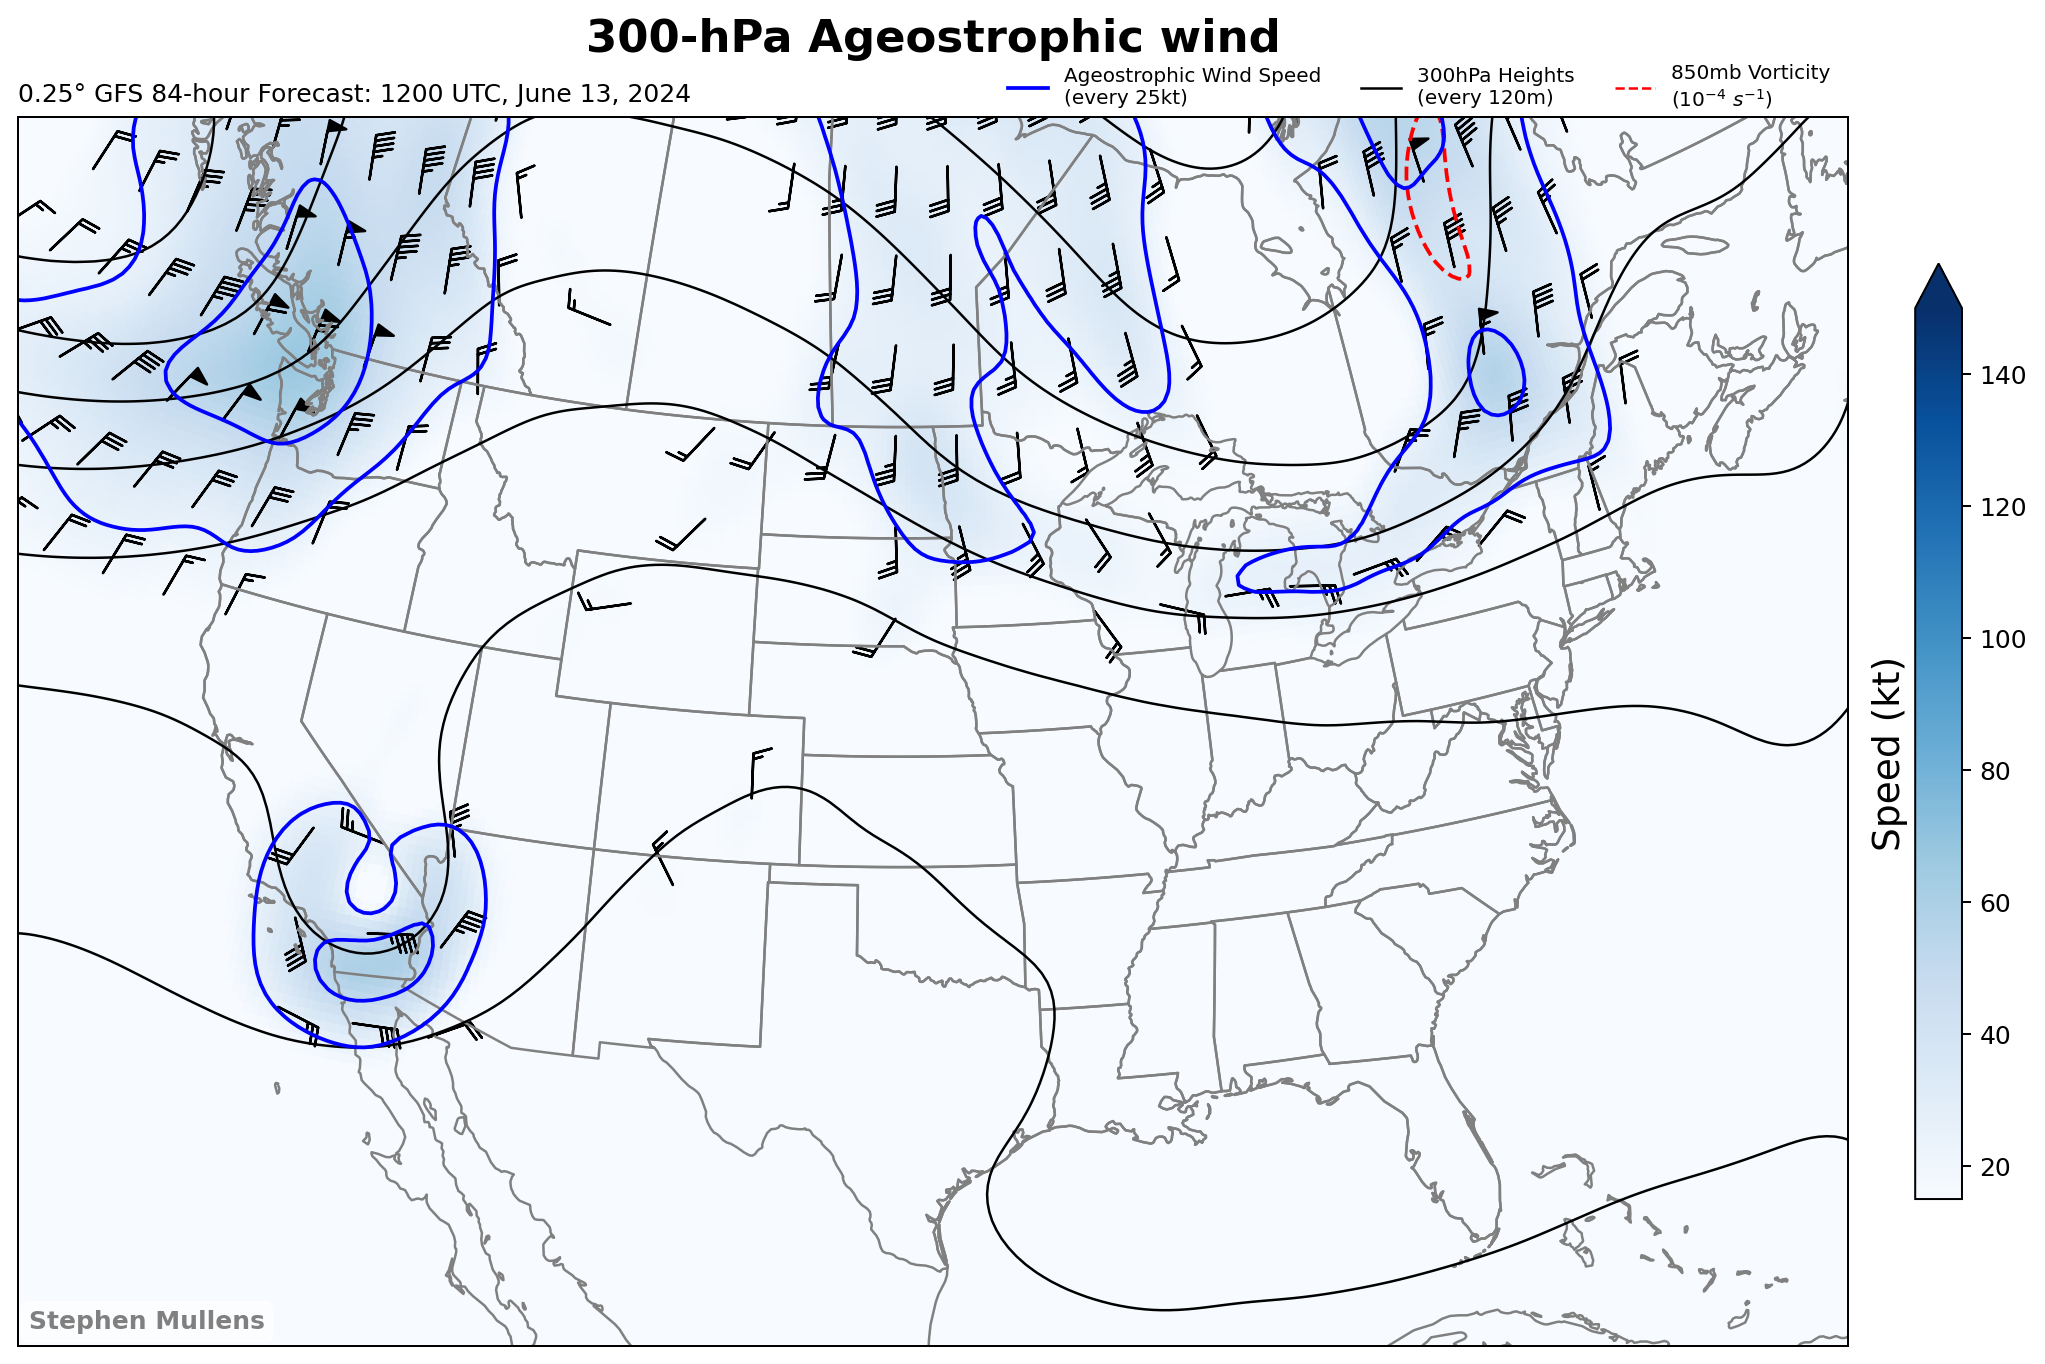 300-hPa Ageostrophic wind
0.25° GFS 84-hour Forecast: 1200 UTC, June 13, 2024
Ageostrophic Wind Speed
(every 25kt)
300hPa Heights
(every 120m)
850mb Vorticity
(10⁻⁴ s⁻¹)
140
120
100
80
60
40
20
Speed (kt)
Stephen Mullens